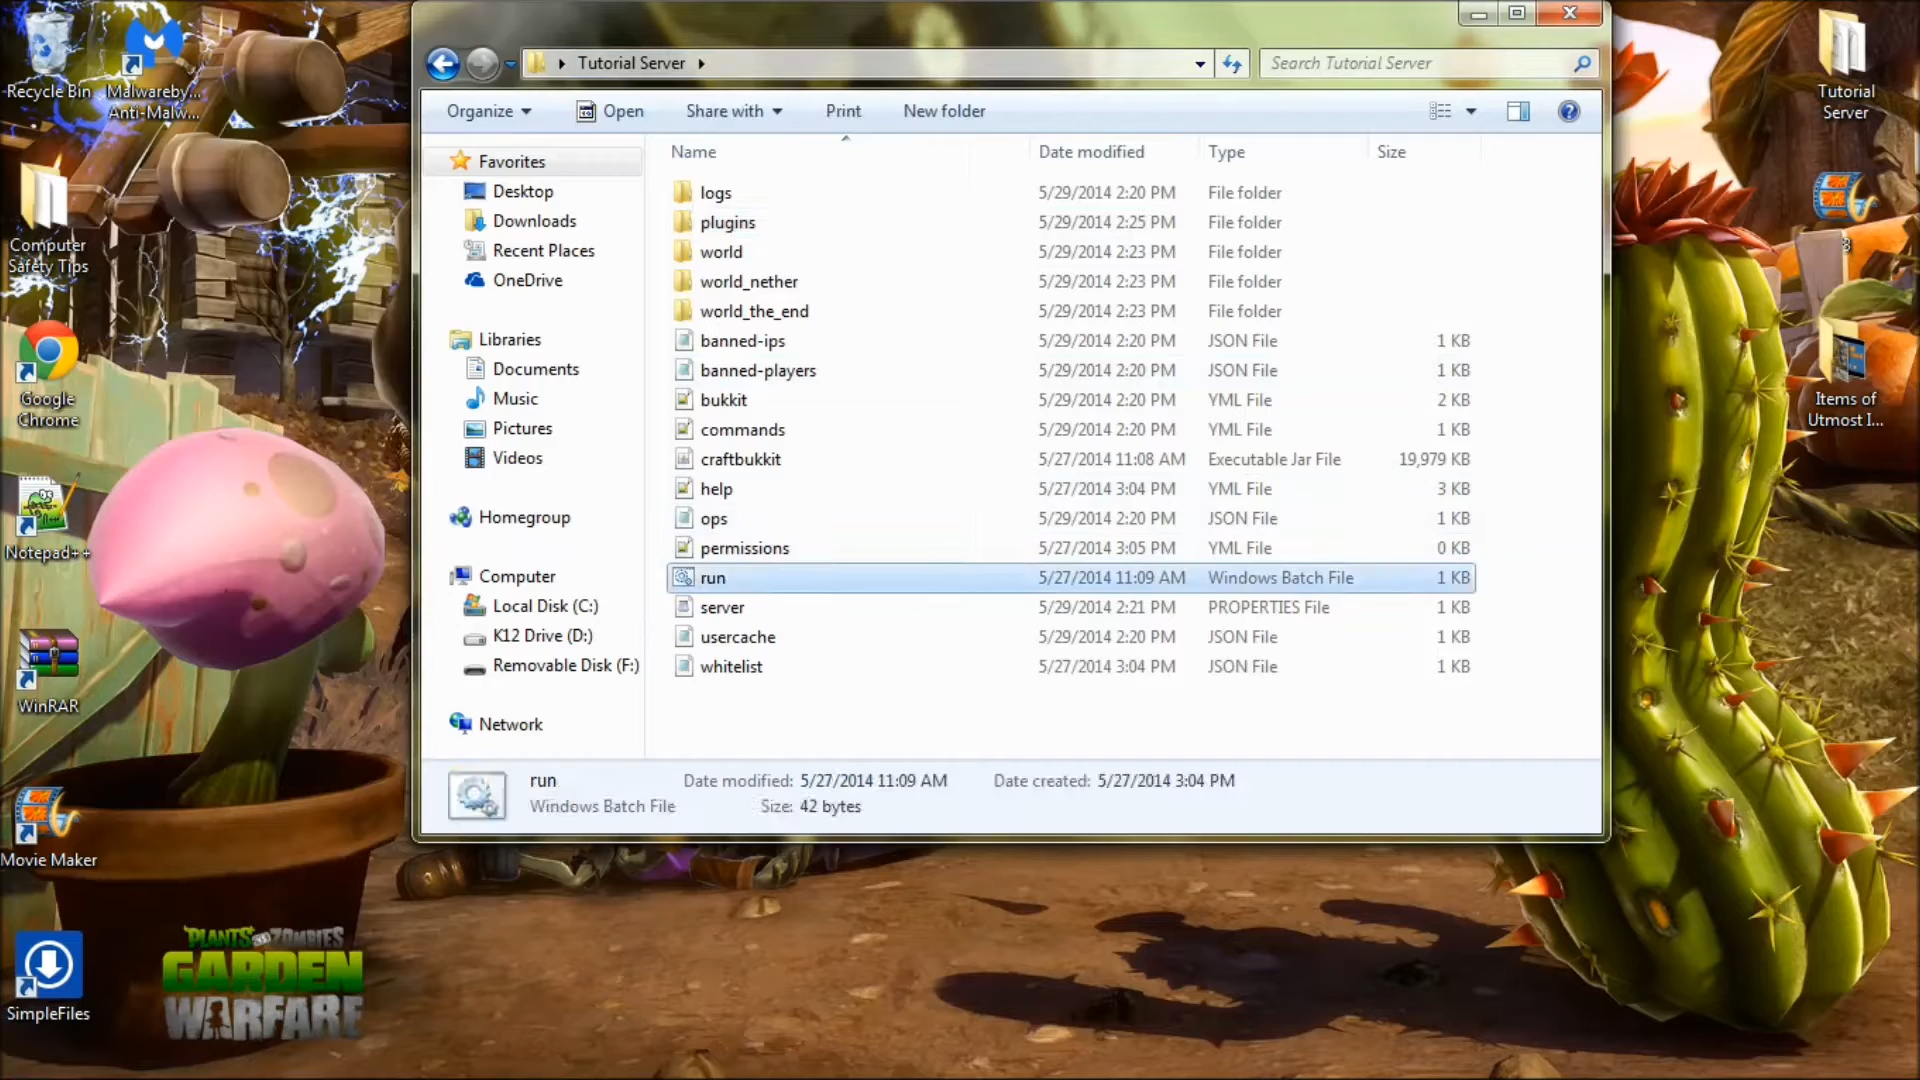 Recycle Bin
Malwareby...
Anti-Malw...
Computer
Safety Tips
Google
Chrome
Notepad++
WinRAR
Movie Maker
SimpleFiles
PLANTS VS ZOMBIES
GARDEN
WARFARE
Tutorial Server
Search Tutorial Server
Organize
Open
Share with
Print
New folder
Favorites
Desktop
Downloads
Recent Places
OneDrive
Libraries
Documents
Music
Pictures
Videos
Homegroup
Computer
Local Disk (C:)
K12 Drive (D:)
Removable Disk (F:)
Network
Name Date modified Type Size
logs 5/29/2014 2:20 PM File folder
plugins 5/29/2014 2:25 PM File folder
world 5/29/2014 2:23 PM File folder
world_nether 5/29/2014 2:23 PM File folder
world_the_end 5/29/2014 2:23 PM File folder
banned-ips 5/29/2014 2:20 PM JSON File 1 KB
banned-players 5/29/2014 2:20 PM JSON File 1 KB
bukkit 5/29/2014 2:20 PM YML File 2 KB
commands 5/29/2014 2:20 PM YML File 1 KB
craftbukkit 5/27/2014 11:08 AM Executable Jar File 19,979 KB
help 5/27/2014 3:04 PM YML File 3 KB
ops 5/29/2014 2:20 PM JSON File 1 KB
permissions 5/27/2014 3:05 PM YML File 0 KB
run 5/27/2014 11:09 AM Windows Batch File 1 KB
server 5/29/2014 2:21 PM PROPERTIES File 1 KB
usercache 5/29/2014 2:20 PM JSON File 1 KB
whitelist 5/27/2014 3:04 PM JSON File 1 KB
run Date modified: 5/27/2014 11:09 AM Date created: 5/27/2014 3:04 PM
Windows Batch File Size: 42 bytes
Tutorial
Server
Items of
Utmost I...